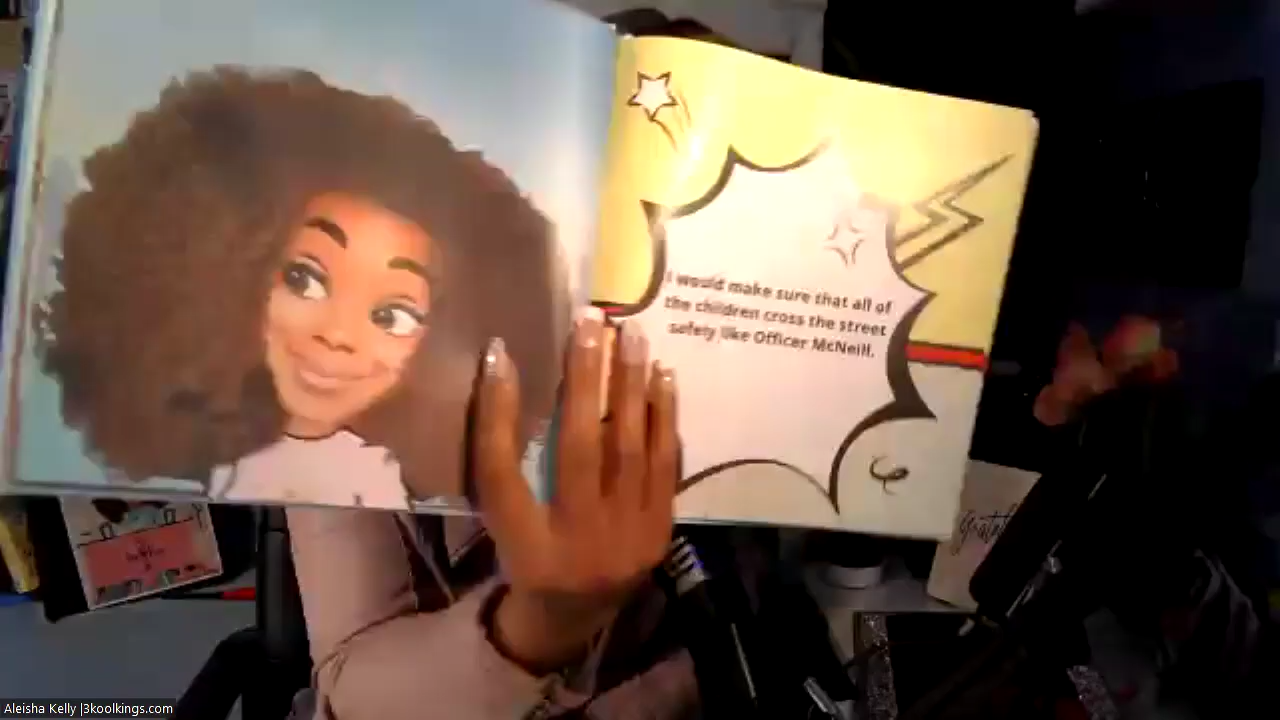 I would make sure that all of
the children cross the street
safely like Officer McNeill.
Aleisha Kelly |3koolkings.com